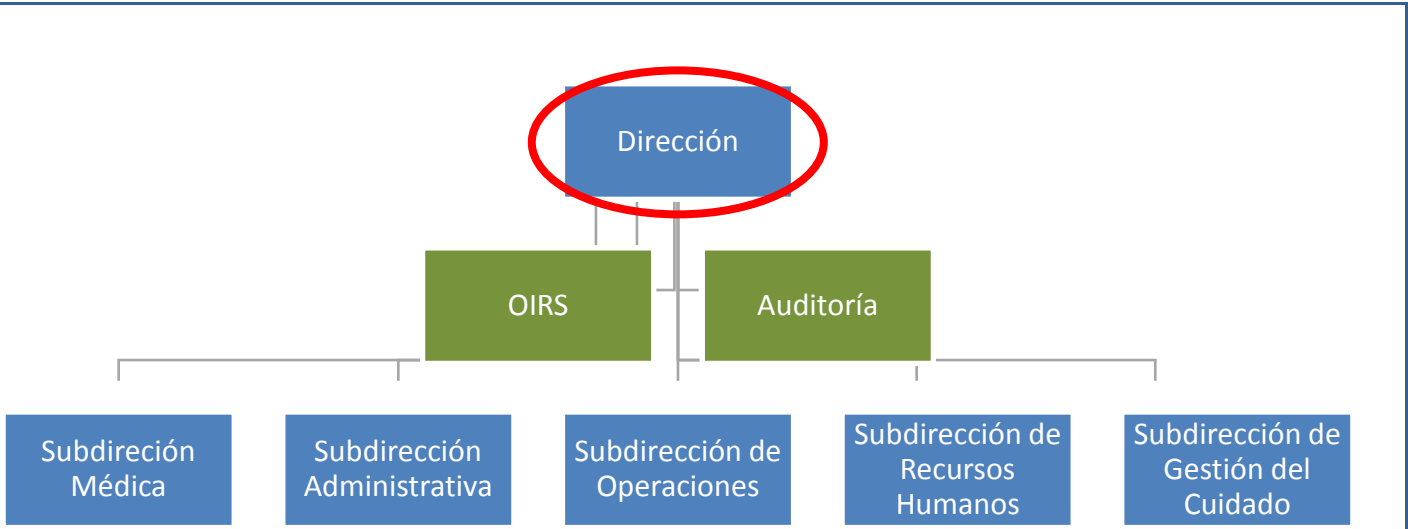 Dirección
OIRS
Auditoría
Subdireción
Médica
Subdirección
Administrativa
Subdirección de
Operaciones
Subdirección de
Recursos
Humanos
Subdirección de
Gestión del
Cuidado